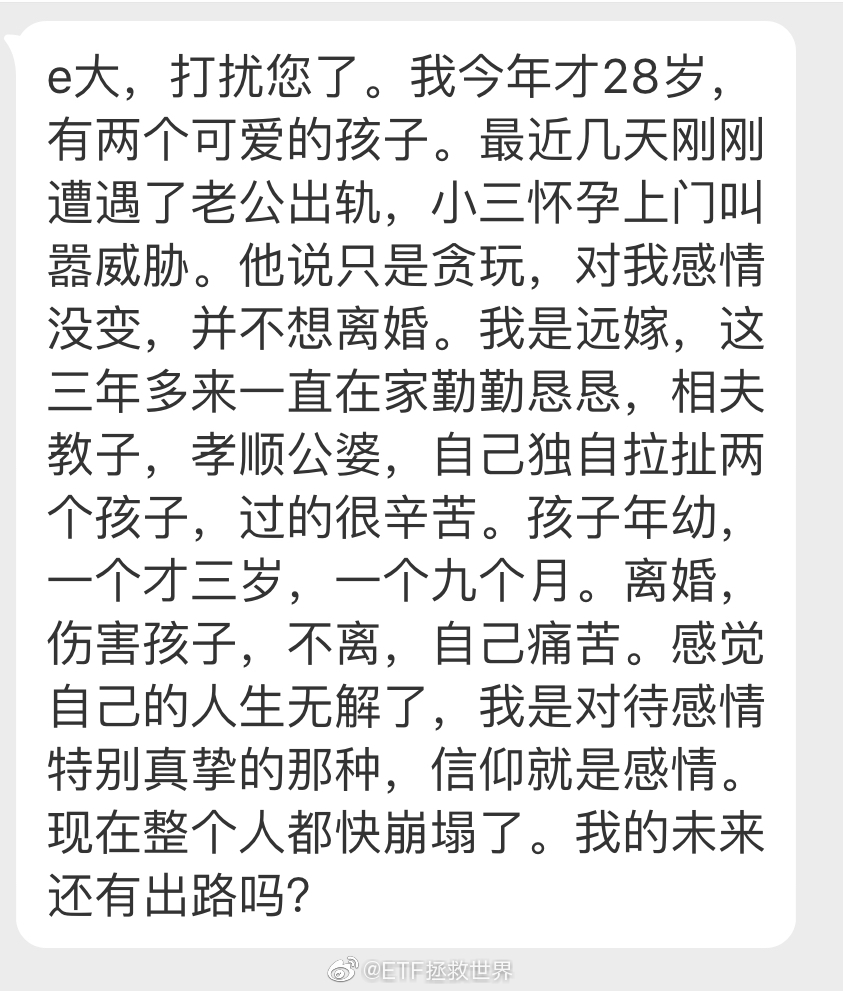 e大，打扰您了。我今年才28岁，
有两个可爱的孩子。最近几天刚刚
遭遇了老公出轨，小三怀孕上门叫
嚣威胁。他说只是贪玩，对我感情
没变，并不想离婚。我是远嫁，这
三年多来一直在家勤勤恳恳，相夫
教子，孝顺公婆，自己独自拉扯两
个孩子，过的很辛苦。孩子年幼，
一个才三岁，一个九个月。离婚，
伤害孩子，不离，自己痛苦。感觉
自己的人生无解了，我是对待感情
特别真挚的那种，信仰就是感情。
现在整个人都快崩塌了。我的未来
还有出路吗？
@ETF拯救世界